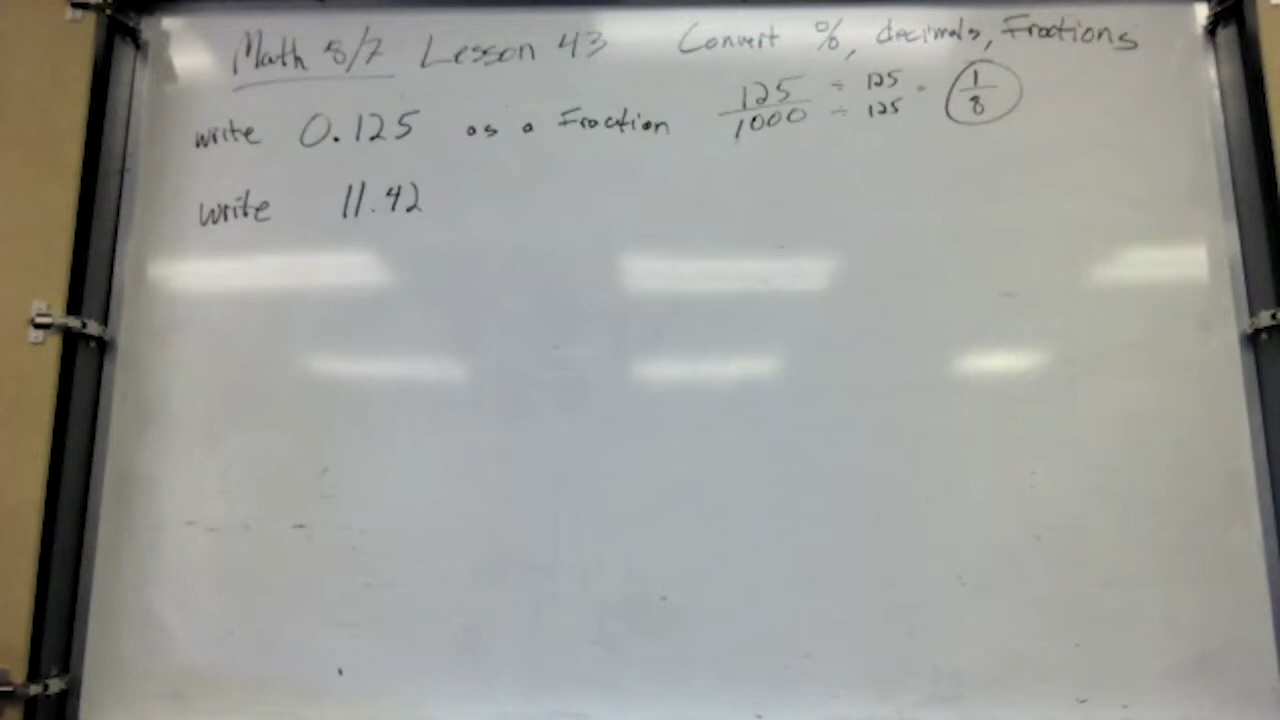 Math 8/7 Lesson 43 Convert %, decimals, Fractions
write 0.125 as a Fraction 125/1000 ÷ 125/÷ 125 = 1/8
write 11.42